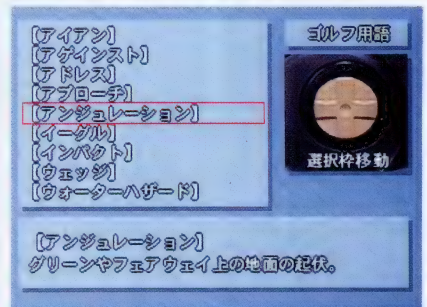 【アイアン】
【アゲインスト】
【アドレス】
【アプローチ】
【アンジュレーション】
【イーグル】
【インパクト】
【ウェッジ】
【ウォーターハザード】
ゴルフ用語
選択枠移動
【アンジュレーション】
グリーンやフェアウェイ上の地面の起伏。